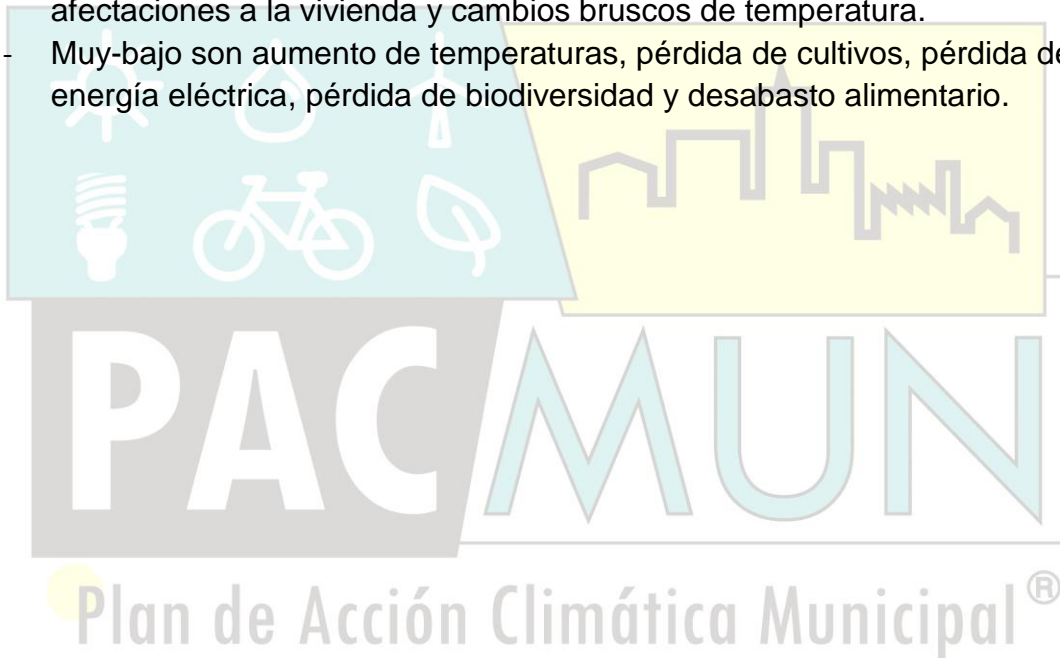 afectaciones a la vivienda y cambios bruscos de temperatura.
- Muy-bajo son aumento de temperaturas, pérdida de cultivos, pérdida de
energía eléctrica, pérdida de biodiversidad y desabasto alimentario.
PACMUN
Plan de Acción Climática Municipal ®